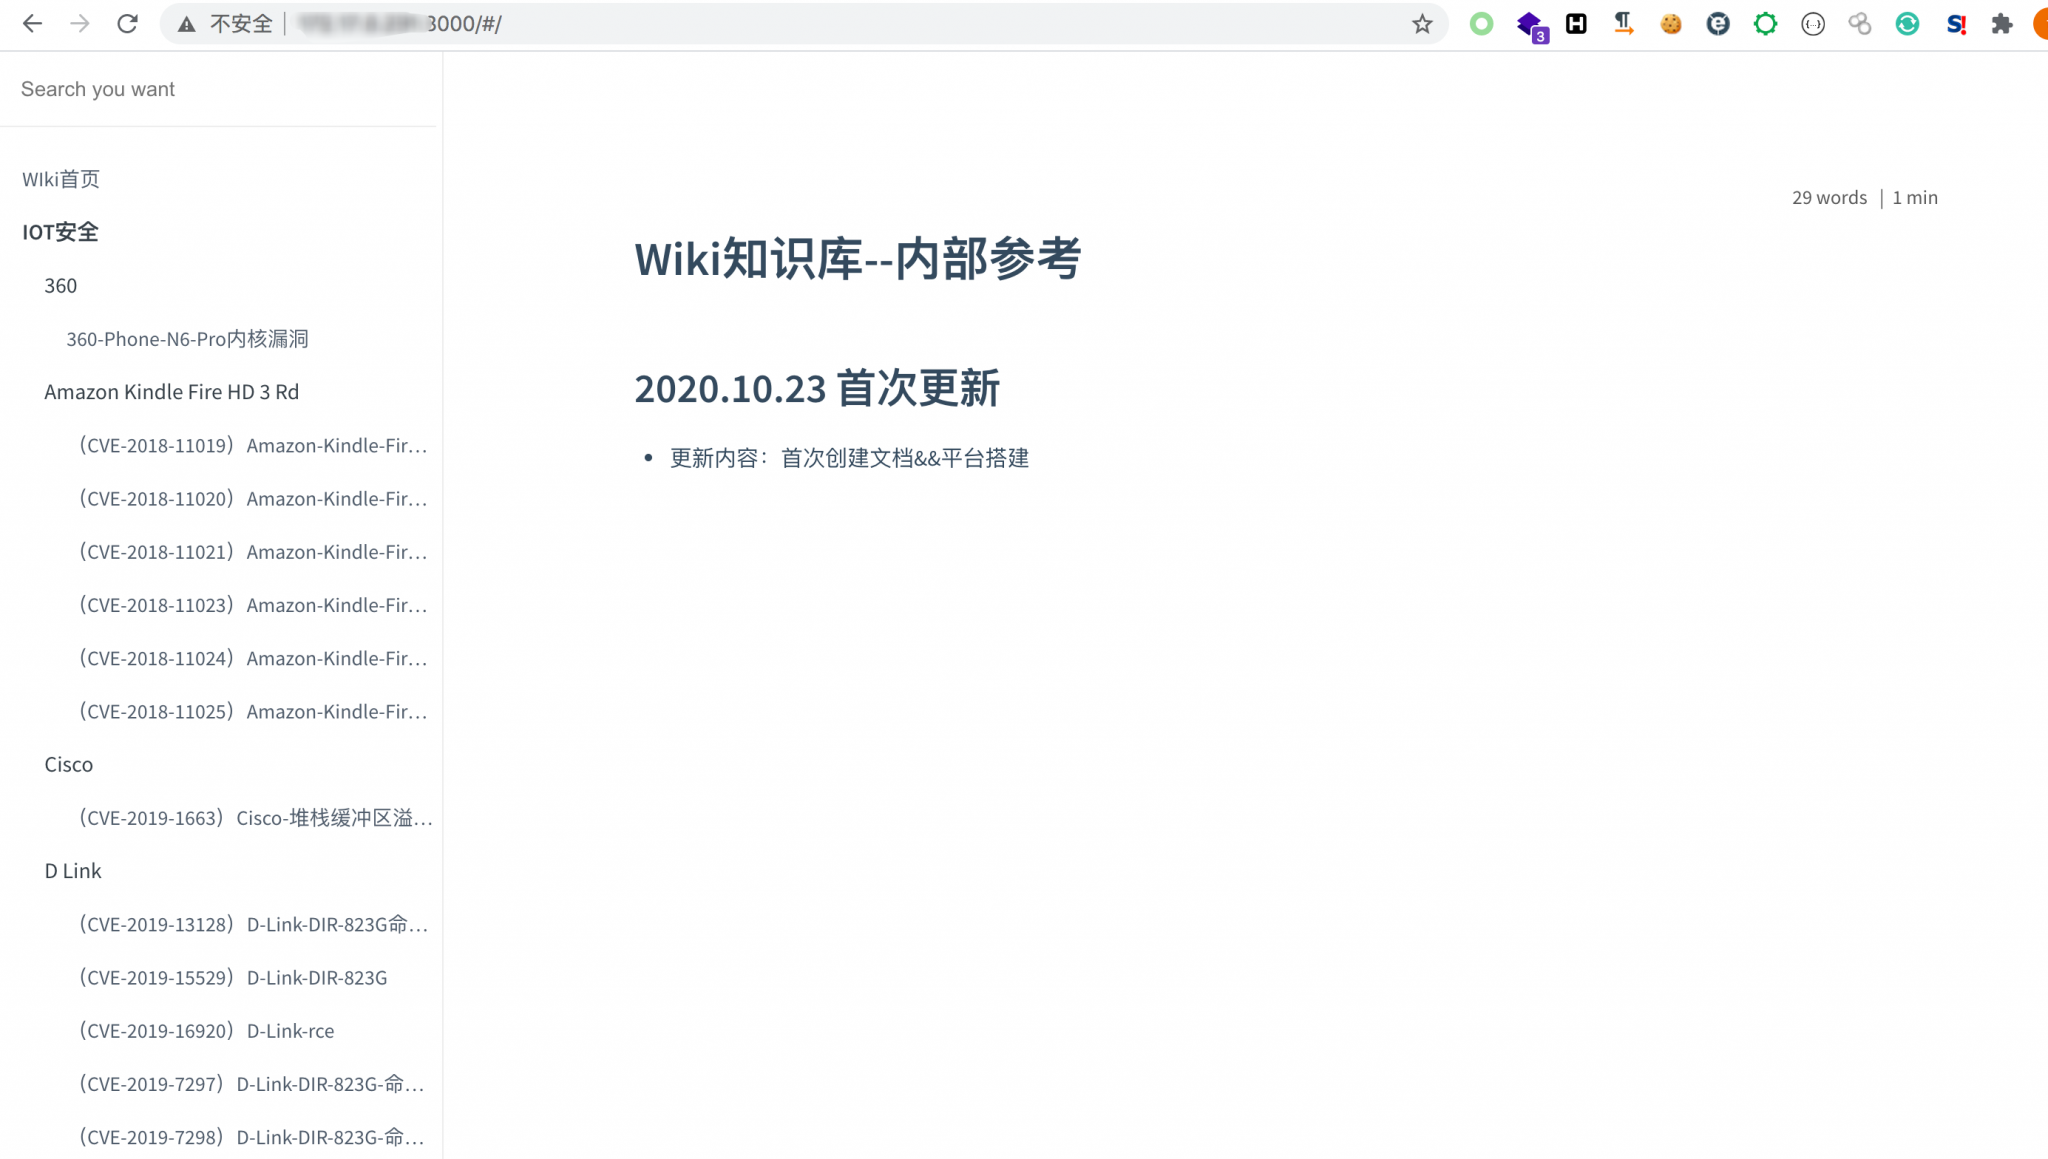 不安全 | :3000/#/
3
H
S!
Search you want
WIki首页
IOT安全
360
360-Phone-N6-Pro内核漏洞
Amazon Kindle Fire HD 3 Rd
（CVE-2018-11019）Amazon-Kindle-Fir...
（CVE-2018-11020）Amazon-Kindle-Fir...
（CVE-2018-11021）Amazon-Kindle-Fir...
（CVE-2018-11023）Amazon-Kindle-Fir...
（CVE-2018-11024）Amazon-Kindle-Fir...
（CVE-2018-11025）Amazon-Kindle-Fir...
Cisco
（CVE-2019-1663）Cisco-堆栈缓冲区溢...
D Link
（CVE-2019-13128）D-Link-DIR-823G命...
（CVE-2019-15529）D-Link-DIR-823G
（CVE-2019-16920）D-Link-rce
（CVE-2019-7297）D-Link-DIR-823G-命...
（CVE-2019-7298）D-Link-DIR-823G-命...
29 words | 1 min
Wiki知识库--内部参考
2020.10.23 首次更新
• 更新内容：首次创建文档&&平台搭建